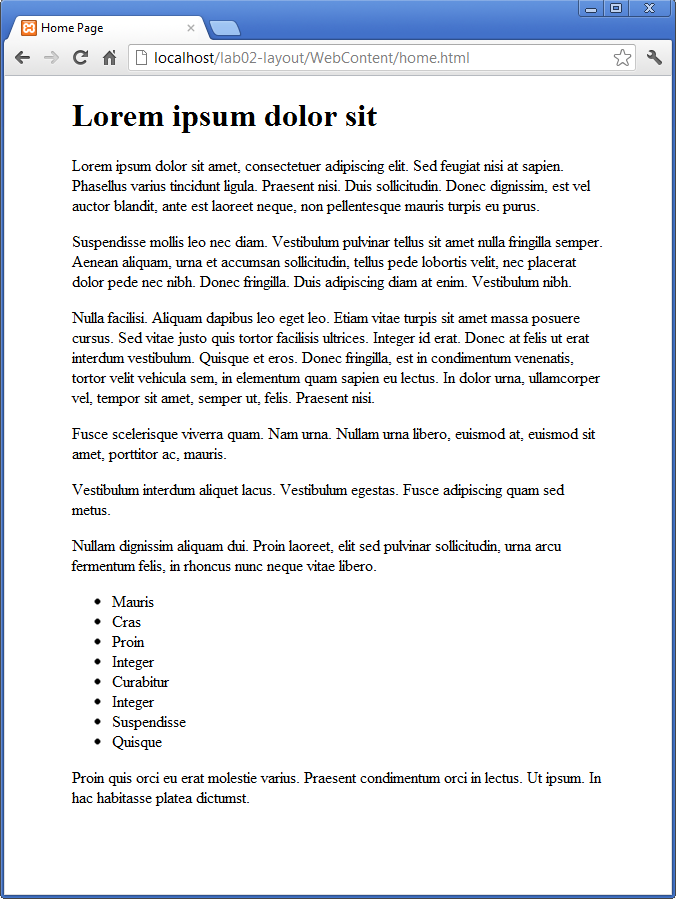 Home Page
localhost/lab02-layout/WebContent/home.html
Lorem ipsum dolor sit
Lorem ipsum dolor sit amet, consectetuer adipiscing elit. Sed feugiat nisi at sapien.
Phasellus varius tincidunt ligula. Praesent nisi. Duis sollicitudin. Donec dignissim, est vel
auctor blandit, ante est laoreet neque, non pellentesque mauris turpis eu purus.
Suspendisse mollis leo nec diam. Vestibulum pulvinar tellus sit amet nulla fringilla semper.
Aenean aliquam, urna et accumsan sollicitudin, tellus pede lobortis velit, nec placerat
dolor pede nec nibh. Donec fringilla. Duis adipiscing diam at enim. Vestibulum nibh.
Nulla facilisi. Aliquam dapibus leo eget leo. Etiam vitae turpis sit amet massa posuere
cursus. Sed vitae justo quis tortor facilisis ultrices. Integer id erat. Donec at felis ut erat
interdum vestibulum. Quisque et eros. Donec fringilla, est in condimentum venenatis,
tortor velit vehicula sem, in elementum quam sapien eu lectus. In dolor urna, ullamcorper
vel, tempor sit amet, semper ut, felis. Praesent nisi.
Fusce scelerisque viverra quam. Nam urna. Nullam urna libero, euismod at, euismod sit
amet, porttitor ac, mauris.
Vestibulum interdum aliquet lacus. Vestibulum egestas. Fusce adipiscing quam sed
metus.
Nullam dignissim aliquam dui. Proin laoreet, elit sed pulvinar sollicitudin, urna arcu
fermentum felis, in rhoncus nunc neque vitae libero.
• Mauris
• Cras
• Proin
• Integer
• Curabitur
• Integer
• Suspendisse
• Quisque
Proin quis orci eu erat molestie varius. Praesent condimentum orci in lectus. Ut ipsum. In
hac habitasse platea dictumst.